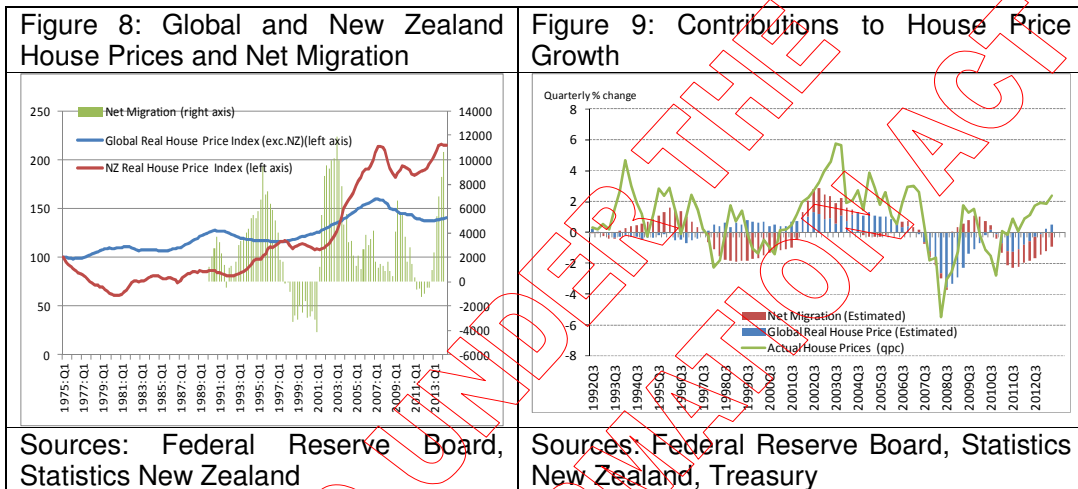 Figure 8: Global and New Zealand
House Prices and Net Migration
Net Migration (right axis)
Global Real House Price Index (exc.NZ)(left axis)
NZ Real House Price Index (left axis)
250
200
150
100
50
0
14000
12000
10000
8000
6000
4000
2000
0
-2000
-4000
-6000
1975:Q1
1977:Q1
1979:Q1
1981:Q1
1983:Q1
1985:Q1
1987:Q1
1989:Q1
1991:Q1
1993:Q1
1995:Q1
1997:Q1
1999:Q1
2001:Q1
2003:Q1
2005:Q1
2007:Q1
2009:Q1
2011:Q1
2013:Q1
Sources: Federal Reserve Board,
Statistics New Zealand
Figure 9: Contributions to House Price
Growth
Quarterly % change
8
6
4
2
0
-2
-4
-6
-8
Net Migration (Estimated)
Global Real House Price (Estimated)
Actual House Prices (qpc)
1992Q3
1993Q3
1994Q3
1995Q3
1996Q3
1997Q3
1998Q3
1999Q3
2000Q3
2001Q3
2002Q3
2003Q3
2004Q3
2005Q3
2006Q3
2007Q3
2008Q3
2009Q3
2010Q3
2011Q3
2012Q3
Sources: Federal Reserve Board, Statistics
New Zealand, Treasury
UNDER THE
ACT